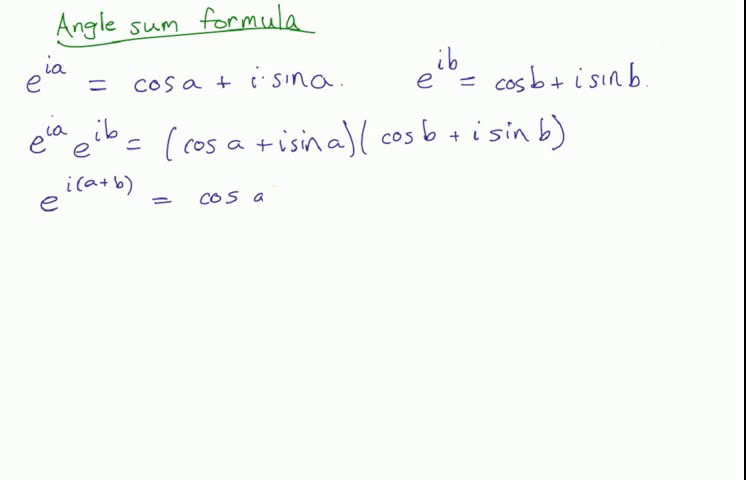 Angle sum formula
e^{ia} = cos a + i·sin a. e^{ib} = cos b + i sin b.
e^{ia} e^{ib} = (cos a + i sin a)(cos b + i sin b)
e^{i(a+b)} = cos a